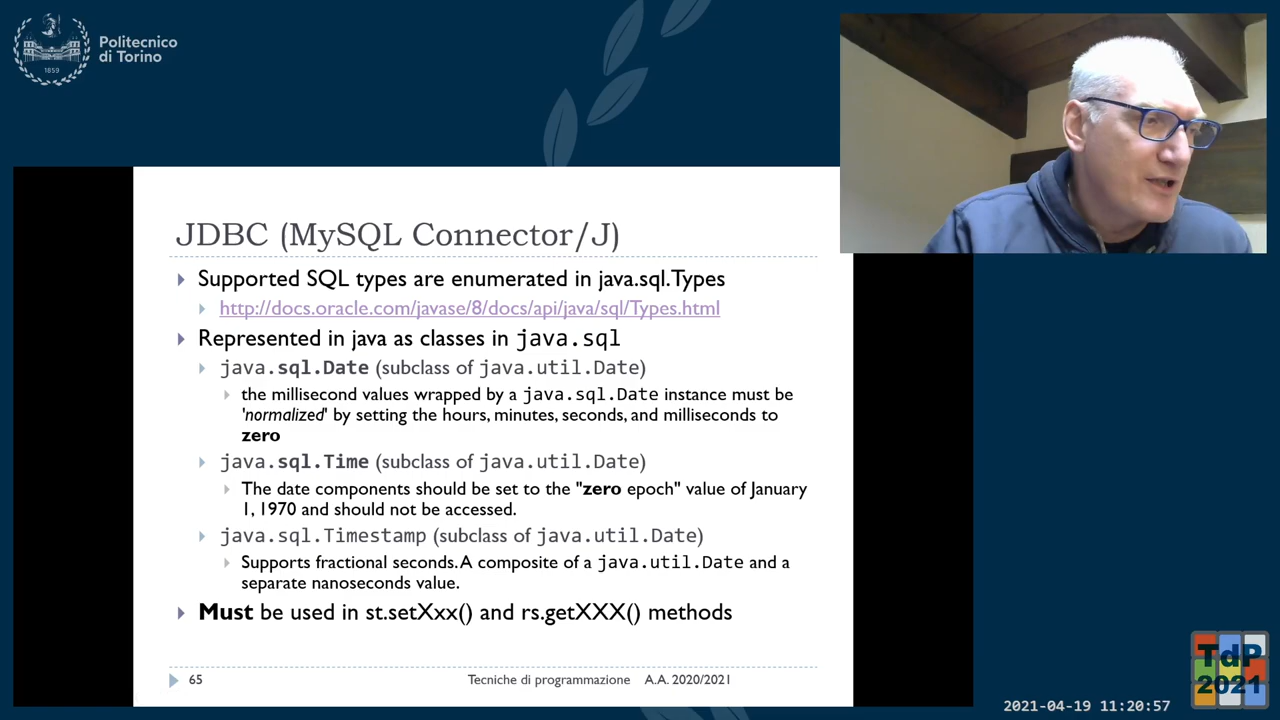 Politecnico
di Torino
1859
JDBC (MySQL Connector/J)
Supported SQL types are enumerated in java.sql.Types
http://docs.oracle.com/javase/8/docs/api/java/sql/Types.html
Represented in java as classes in java.sql
java.sql.Date (subclass of java.util.Date)
the millisecond values wrapped by a java.sql.Date instance must be
'normalized' by setting the hours, minutes, seconds, and milliseconds to
zero
java.sql.Time (subclass of java.util.Date)
The date components should be set to the "zero epoch" value of January
1, 1970 and should not be accessed.
java.sql.Timestamp (subclass of java.util.Date)
Supports fractional seconds. A composite of a java.util.Date and a
separate nanoseconds value.
Must be used in st.setXxx() and rs.getXXX() methods
65 Tecniche di programmazione A.A. 2020/2021
TdP
2021
2021-04-19 11:20:57